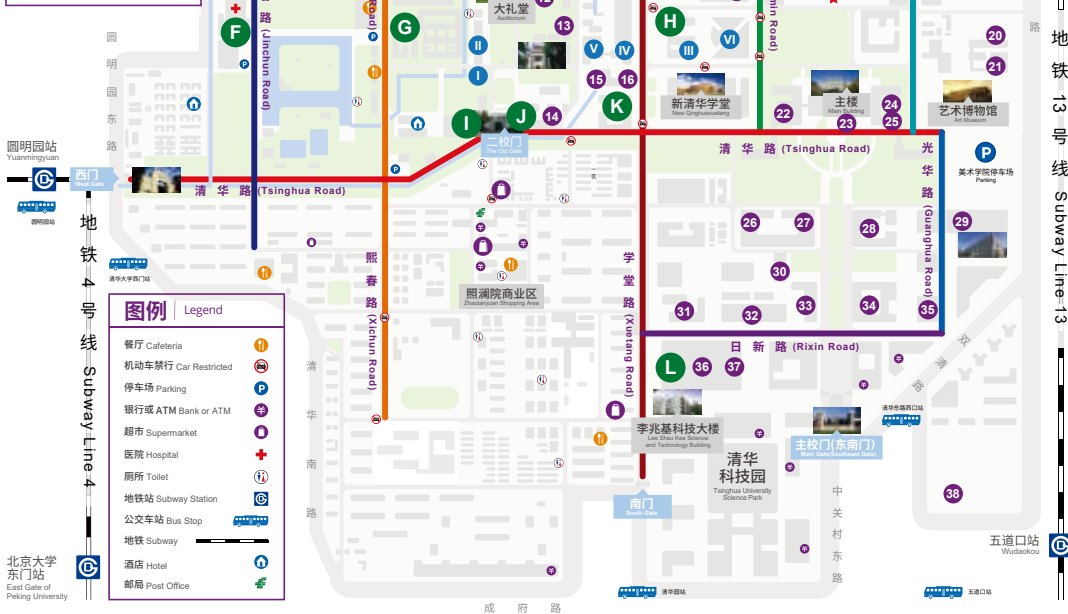 大礼堂
Auditorium
12
13
F
G
H
II
I
V
IV
III
VI
15
16
K
I
J
14
二校门
The Old Gate
新清华学堂
New Qinghuaxuetang
主楼
Main Building
22
23
24
25
20
21
艺术博物馆
Art Museum
路 (Jinchun Road)
Road)
min Road)
圆明园东路
路
地铁13号线 Subway Line 13
圆明园站
Yuanmingyuan
西门
West Gate
圆明园站
清华路 (Tsinghua Road)
清华路 (Tsinghua Road)
光华路 (Guanghua Road)
P
美术学院停车场
Parking
地铁4号线 Subway Line 4
清华大学西门站
熙春路 (Xichun Road)
学堂路 (Xuetang Road)
照澜院商业区
Zhaolanyuan Shopping Area
26
27
28
29
30
31
32
33
34
35
日新路 (Rixin Road)
双清路
L
36
37
李兆基科技大楼
Lee Shau Kee Science
and Technology Building
清华
科技园
Tsinghua University
Science Park
清华东路西口站
主校门(东南门)
Main Gate(Southeast Gate)
38
南门
South Gate
中关村东路
清华南路
图例 Legend
餐厅 Cafeteria
机动车禁行 Car Restricted
停车场 Parking
银行或 ATM Bank or ATM
超市 Supermarket
医院 Hospital
厕所 Toilet
地铁站 Subway Station
公交车站 Bus Stop
地铁 Subway
酒店 Hotel
邮局 Post Office
北京大学
东门站
East Gate of
Peking University
五道口站
Wudaokou
清华园站
五道口站
成府路